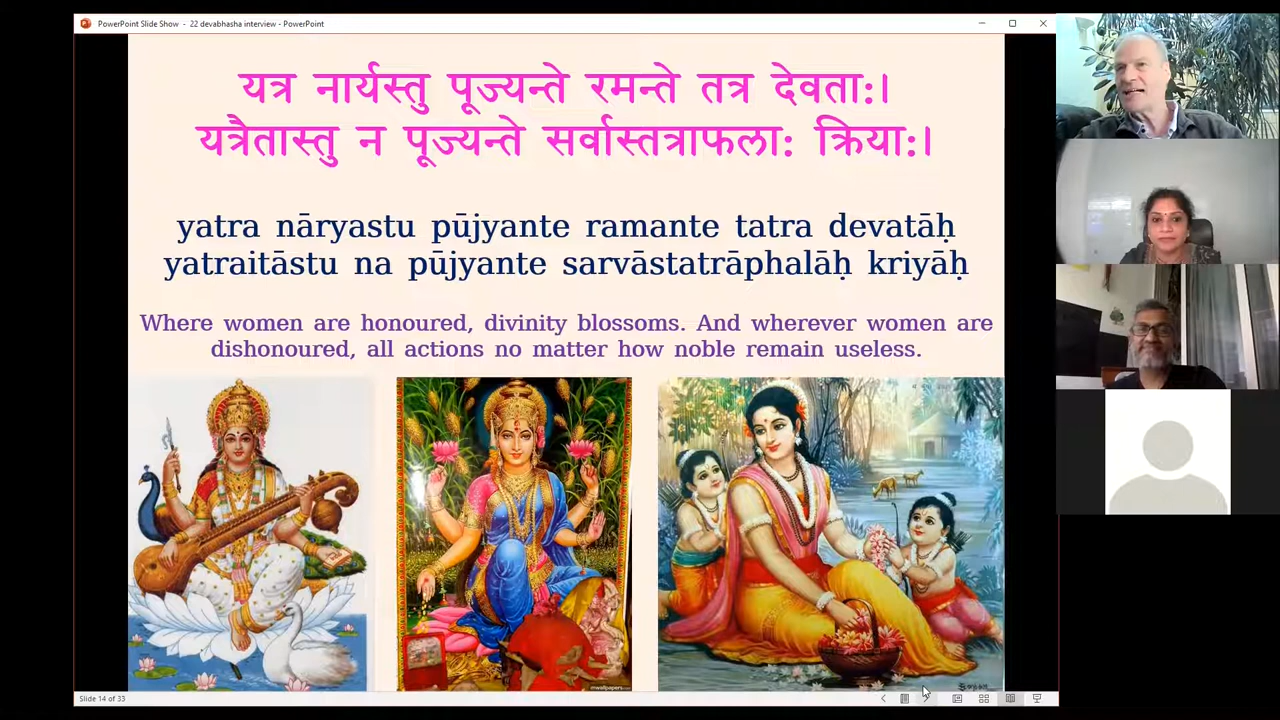 PowerPoint Slide Show - 22 devabhasha interview - PowerPoint
यत्र नार्यस्तु पूज्यन्ते रमन्ते तत्र देवताः।
यत्रैतास्तु न पूज्यन्ते सर्वास्तत्राफलाः क्रियाः।
yatra nāryastu pūjyante ramante tatra devatāḥ
yatraitāstu na pūjyante sarvāstatrāphalāḥ kriyāḥ
Where women are honoured, divinity blossoms. And wherever women are
dishonoured, all actions no matter how noble remain useless.
Slide 14 of 33